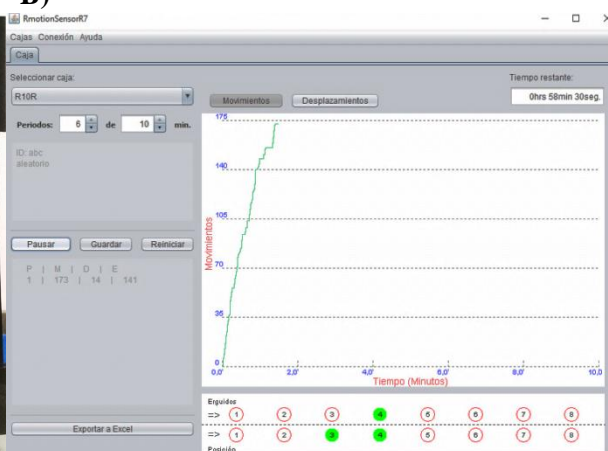 B)
RmotionSensorR7
Cajas Conexión Ayuda
Caja
Seleccionar caja:
R10R
Periodos: 6 de 10 min.
ID: abc
aleatorio
Pausar Guardar Reiniciar
P | M | D | E
1 | 173 | 14 | 141
Exportar a Excel
Tiempo restante:
0hrs 58min 30seg.
Movimientos Desplazamientos
175
140
105
70
35
0
Movimientos
0,0' 2,0' 4,0' 6,0' 8,0' 10,0
Tiempo (Minutos)
Erguidos
=> 1 2 3 4 5 6 7 8
=> 1 2 3 4 5 6 7 8
Posición